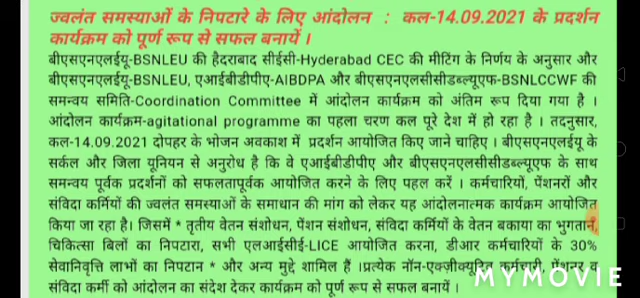 ज्वलंत समस्याओं के निपटारे के लिए आंदोलन : कल-14.09.2021 के प्रदर्शन
कार्यक्रम को पूर्ण रूप से सफल बनायें ।
बीएसएनएलईयू-BSNLEU की हैदराबाद सीईसी-Hyderabad CEC की मीटिंग के निर्णय के अनुसार और
बीएसएनएलईयू-BSNLEU, एआईबीडीपीए-AIBDPA और बीएसएनएलसीसीडब्ल्यूएफ-BSNLCCWF की
समन्वय समिति-Coordination Committee में आंदोलन कार्यक्रम को अंतिम रूप दिया गया है ।
आंदोलन कार्यक्रम-agitational programme का पहला चरण कल पूरे देश में हो रहा है । तदनुसार,
कल-14.09.2021 दोपहर के भोजन अवकाश में प्रदर्शन आयोजित किए जाने चाहिए । बीएसएनएलईयू के
सर्कल और जिला यूनियन से अनुरोध है कि वे एआईबीडीपीए और बीएसएनएलसीसीडब्ल्यूएफ के साथ
समन्वय पूर्वक प्रदर्शनों को सफलतापूर्वक आयोजित करने के लिए पहल करें । कर्मचारियों, पेंशनरों और
संविदा कर्मियों की ज्वलंत समस्याओं के समाधान की मांग को लेकर यह आंदोलनात्मक कार्यक्रम आयोजित
किया जा रहा है। जिसमें * तृतीय वेतन संशोधन, पेंशन संशोधन, संविदा कर्मियों के वेतन बकाया का भुगतान,
चिकित्सा बिलों का निपटारा, सभी एलआईसीई-LICE आयोजित करना, डीआर कर्मचारियों के 30%
सेवानिवृत्ति लाभों का निपटान * और अन्य मुद्दे शामिल हैं ।प्रत्येक नॉन-एक्ज़ीक्यूटिव कर्मचारी, पेंशनर व
संविदा कर्मी को आंदोलन का संदेश देकर कार्यक्रम को पूर्ण रूप से सफल बनायें ।
MYMOVIE